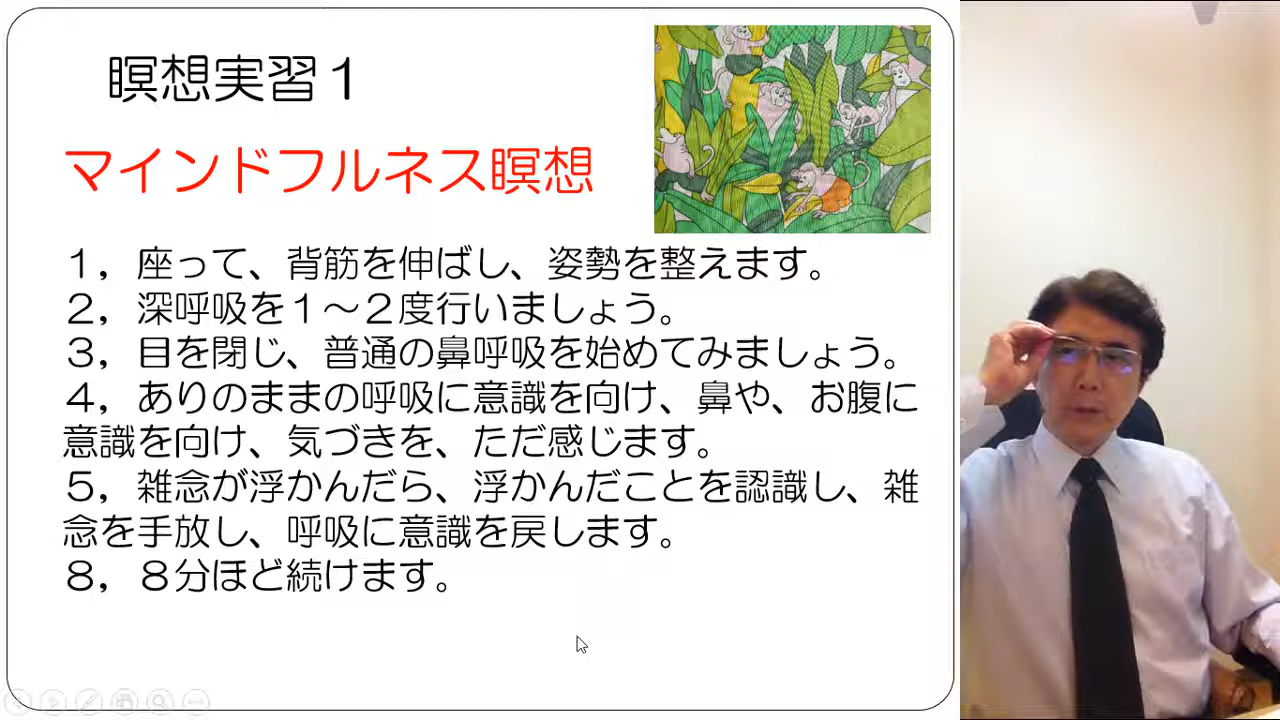 瞑想実習１
マインドフルネス瞑想
１，座って、背筋を伸ばし、姿勢を整えます。
２，深呼吸を１～２度行いましょう。
３，目を閉じ、普通の鼻呼吸を始めてみましょう。
４，ありのままの呼吸に意識を向け、鼻や、お腹に
意識を向け、気づきを、ただ感じます。
５，雑念が浮かんだら、浮かんだことを認識し、雑
念を手放し、呼吸に意識を戻します。
８，８分ほど続けます。